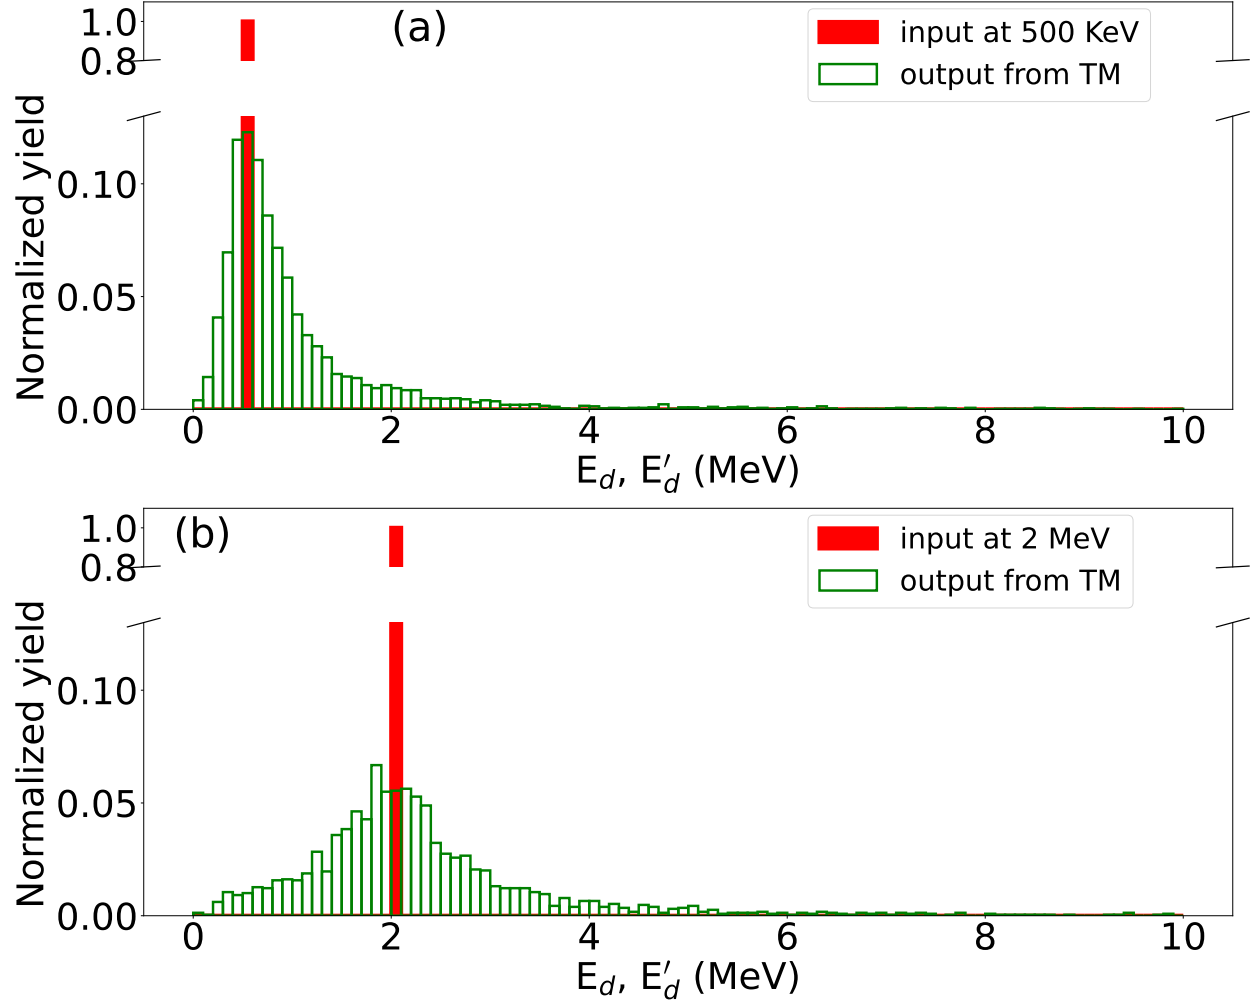 (a)
input at 500 KeV
output from TM
1.0
0.8
0.10
0.05
0.00
Normalized yield
0 2 4 6 8 10
E_d, E′_d (MeV)
(b)
input at 2 MeV
output from TM
1.0
0.8
0.10
0.05
0.00
Normalized yield
0 2 4 6 8 10
E_d, E′_d (MeV)